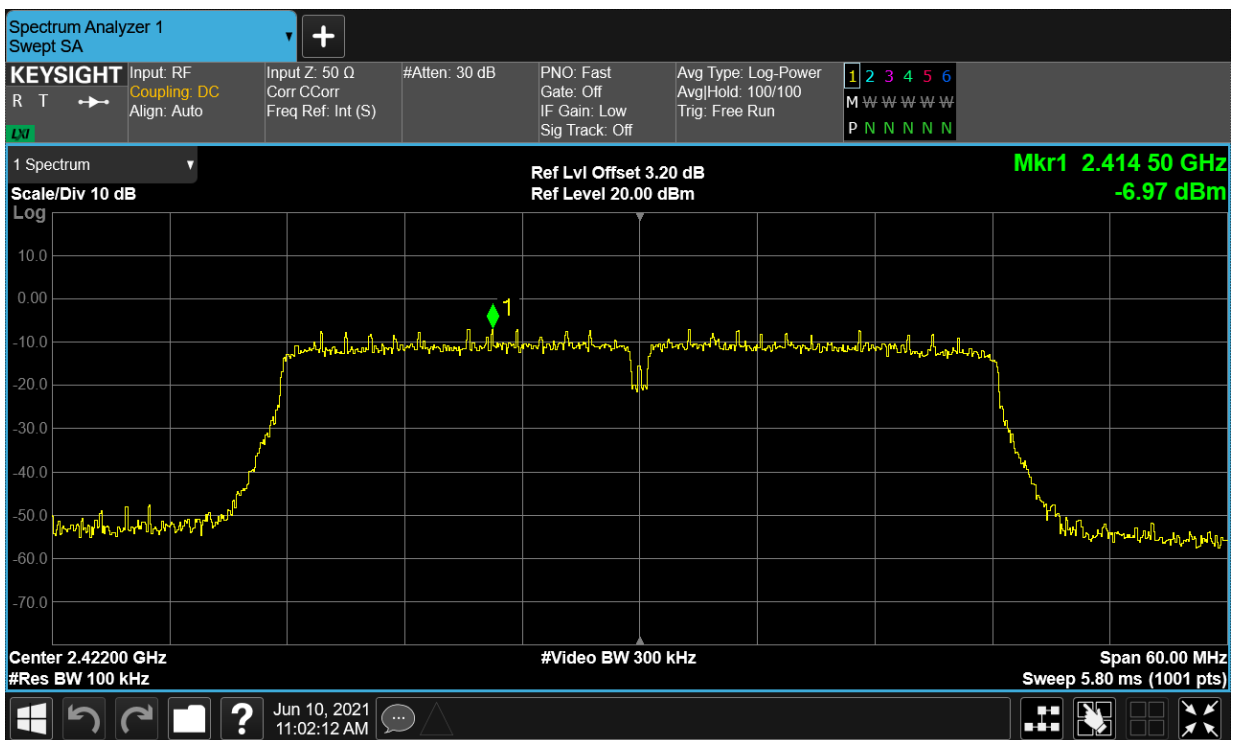 Spectrum Analyzer 1
Swept SA
KEYSIGHT
R T
LXI
Input: RF
Coupling: DC
Align: Auto
Input Z: 50 Ω
Corr CCorr
Freq Ref: Int (S)
#Atten: 30 dB
PNO: Fast
Gate: Off
IF Gain: Low
Sig Track: Off
Avg Type: Log-Power
Avg|Hold: 100/100
Trig: Free Run
1 2 3 4 5 6
M W W W W W
P N N N N N
1 Spectrum
Scale/Div 10 dB
Log
Ref Lvl Offset 3.20 dB
Ref Level 20.00 dBm
Mkr1 2.414 50 GHz
-6.97 dBm
10.0
0.00
1
-10.0
-20.0
-30.0
-40.0
-50.0
-60.0
-70.0
Center 2.42200 GHz
#Res BW 100 kHz
#Video BW 300 kHz
Span 60.00 MHz
Sweep 5.80 ms (1001 pts)
?
Jun 10, 2021
11:02:12 AM